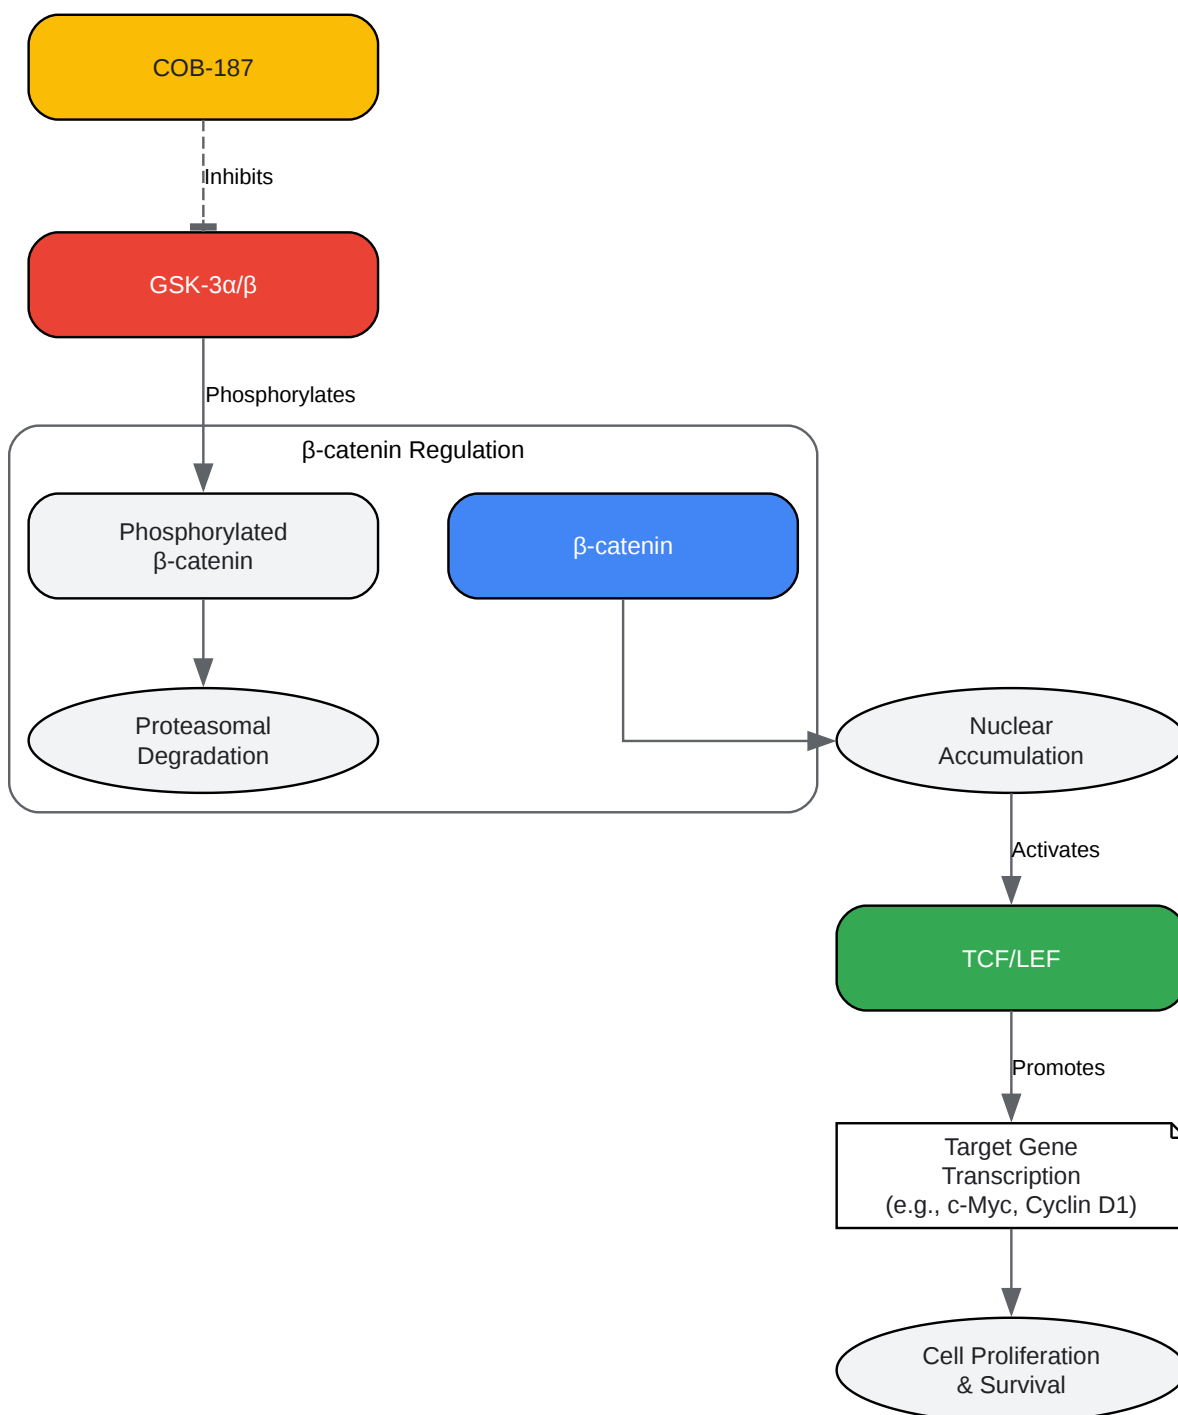 COB-187
Inhibits
GSK-3α/β
Phosphorylates
β-catenin Regulation
Phosphorylated
β-catenin
β-catenin
Proteasomal
Degradation
Nuclear
Accumulation
Activates
TCF/LEF
Promotes
Target Gene
Transcription
(e.g., c-Myc, Cyclin D1)
Cell Proliferation
& Survival